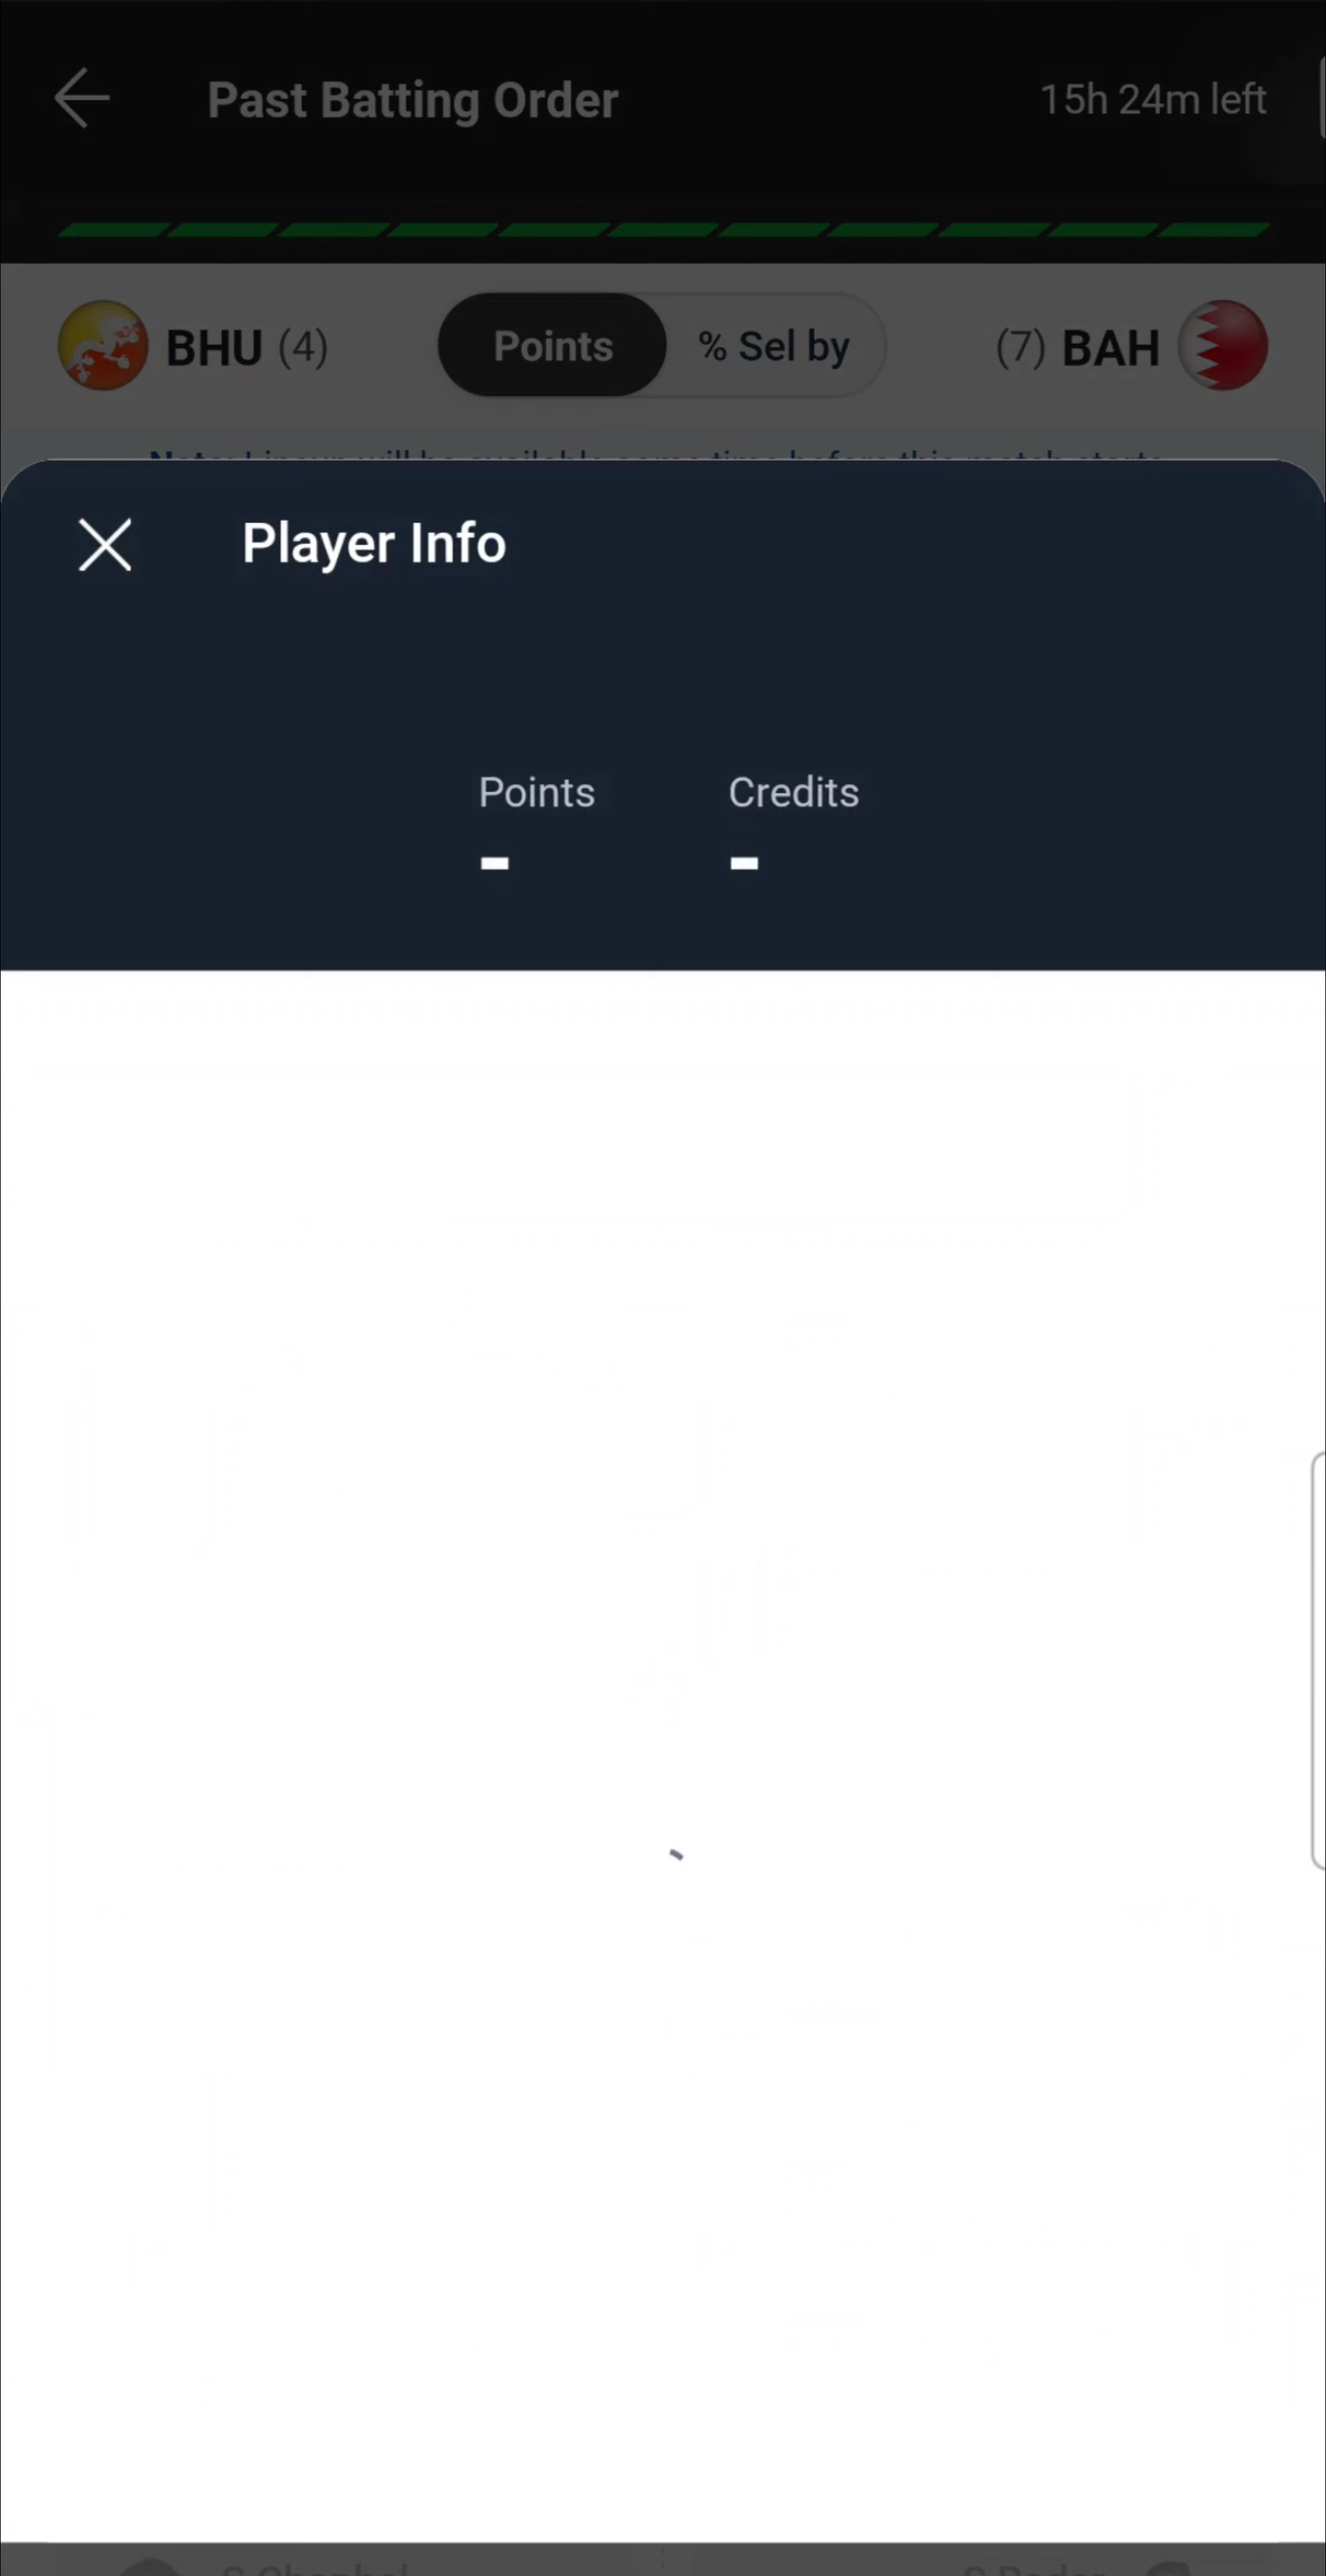 Past Batting Order 15h 24m left
BHU (4) Points % Sel by (7) BAH
Player Info
Points Credits
- -